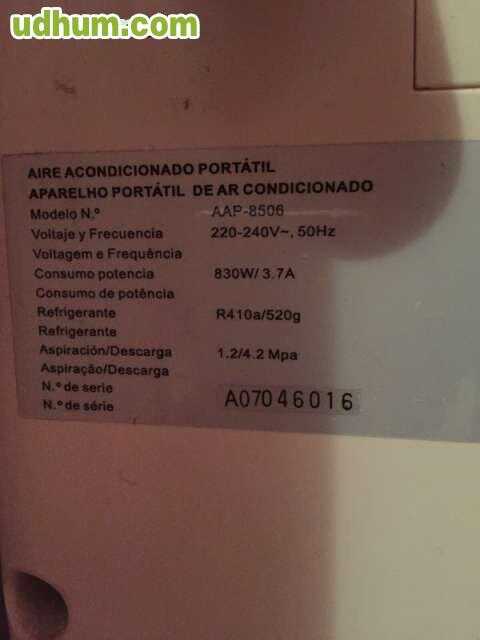 udhum.com
AIRE ACONDICIONADO PORTÁTIL
APARELHO PORTÁTIL DE AR CONDICIONADO
Modelo N.º AAP-8506
Voltaje y Frecuencia 220-240V~, 50Hz
Voltagem e Frequência
Consumo potencia 830W/ 3.7A
Consumo de potência
Refrigerante R410a/520g
Refrigerante
Aspiración/Descarga 1.2/4.2 Mpa
Aspiração/Descarga
N.º de serie A07046016
N.º de série